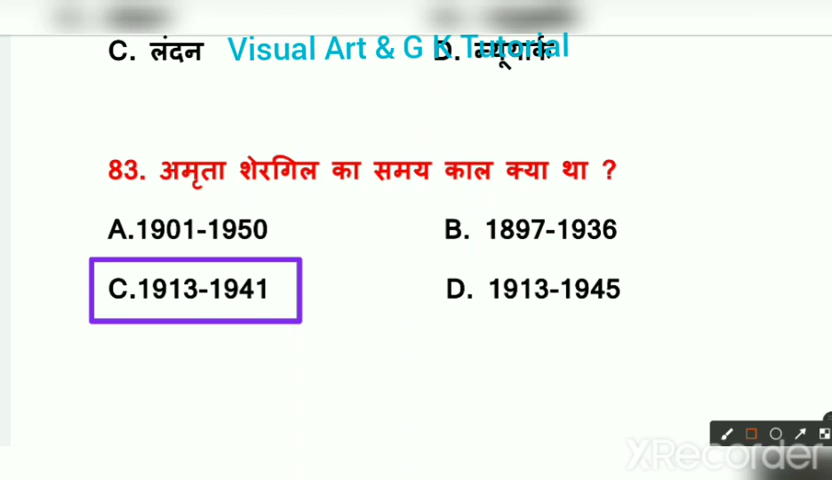 C. लंदन Visual Art & G K Tutorial D. न्यूयार्क
83. अमृता शेरगिल का समय काल क्या था ?
A.1901-1950 B. 1897-1936
C.1913-1941 D. 1913-1945
XRecorder